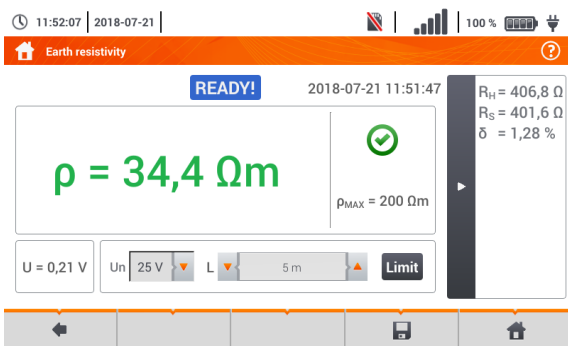 11:52:07 2018-07-21 100 %
Earth resistivity ?
READY! 2018-07-21 11:51:47
ρ = 34,4 Ωm
ρMAX = 200 Ωm
RH = 406,8 Ω
RS = 401,6 Ω
δ = 1,28 %
U = 0,21 V Un 25 V L 5 m Limit